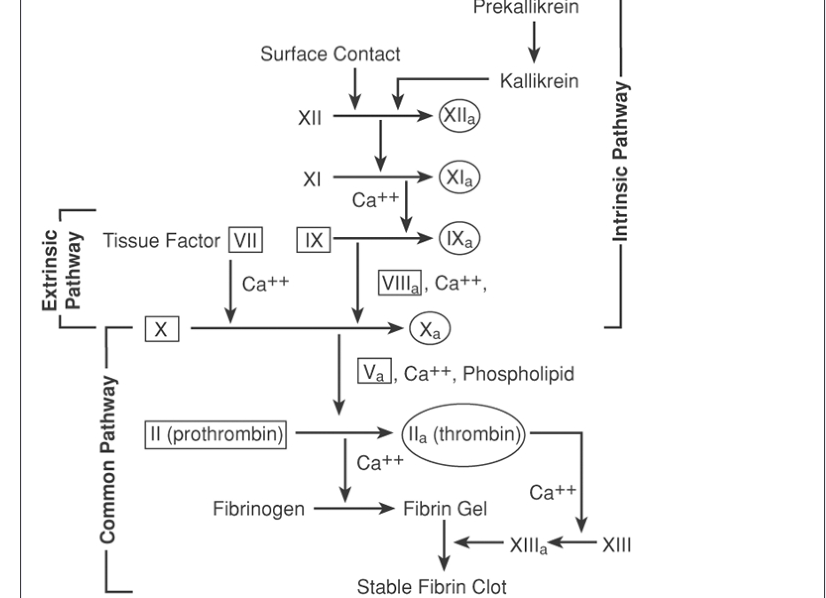 Prekallikrein
Surface Contact
Kallikrein
XII
XIIa
XI
XIa
Ca++
Intrinsic Pathway
Extrinsic
Pathway
Tissue Factor VII
IX
IXa
Ca++
VIIIa, Ca++,
X
Xa
Va, Ca++, Phospholipid
Common Pathway
II (prothrombin)
IIa (thrombin)
Ca++
Ca++
Fibrinogen
Fibrin Gel
XIIIa
XIII
Stable Fibrin Clot